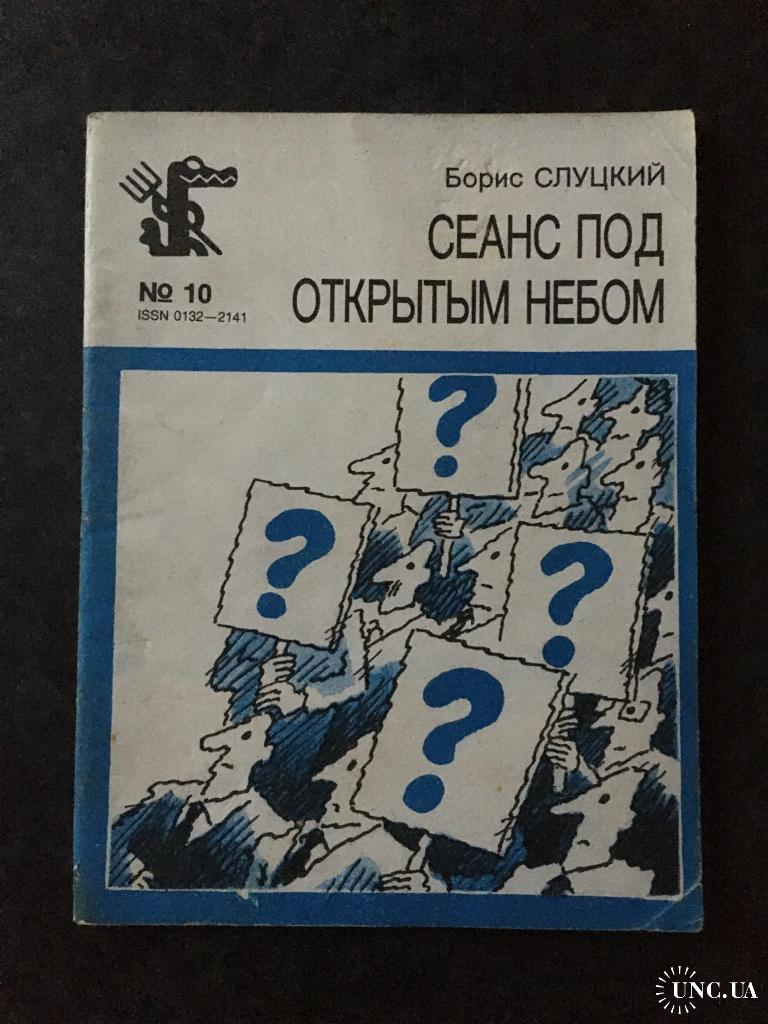 Борис СЛУЦКИЙ
СЕАНС ПОД
ОТКРЫТЫМ НЕБОМ
№ 10
ISSN 0132—2141
?
?
?
?
UNC.UA